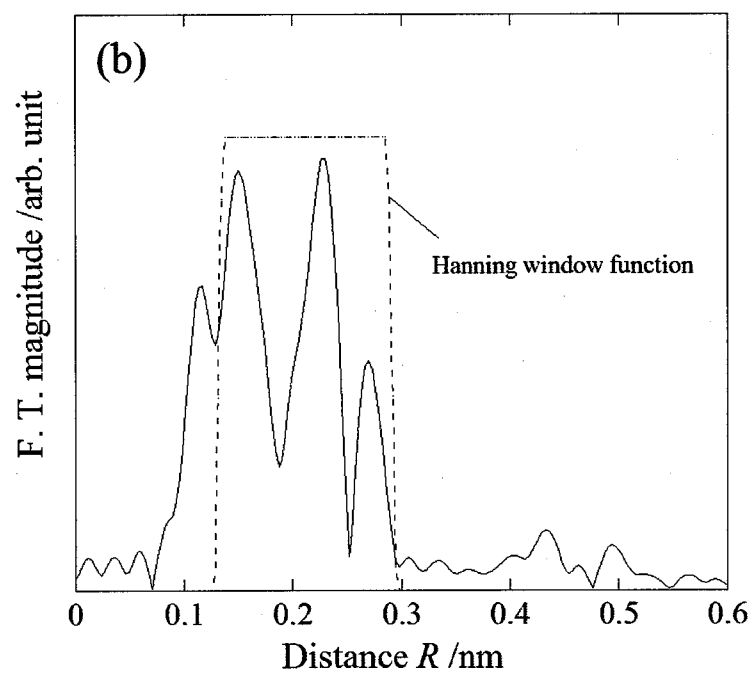 (b)
F. T. magnitude /arb. unit
Hanning window function
0 0.1 0.2 0.3 0.4 0.5 0.6
Distance R /nm